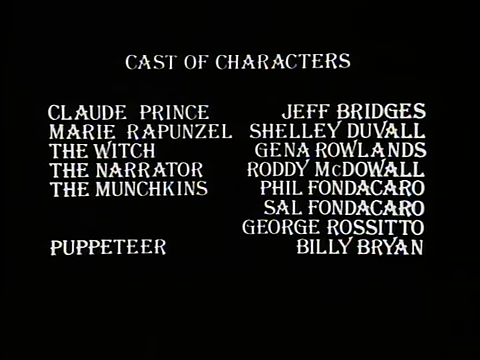 CAST OF CHARACTERS
CLAUDE PRINCE JEFF BRIDGES
MARIE RAPUNZEL SHELLEY DUVALL
THE WITCH GENA ROWLANDS
THE NARRATOR RODDY McDOWALL
THE MUNCHKINS PHIL FONDACARO
SAL FONDACARO
GEORGE ROSSITTO
PUPPETEER BILLY BRYAN